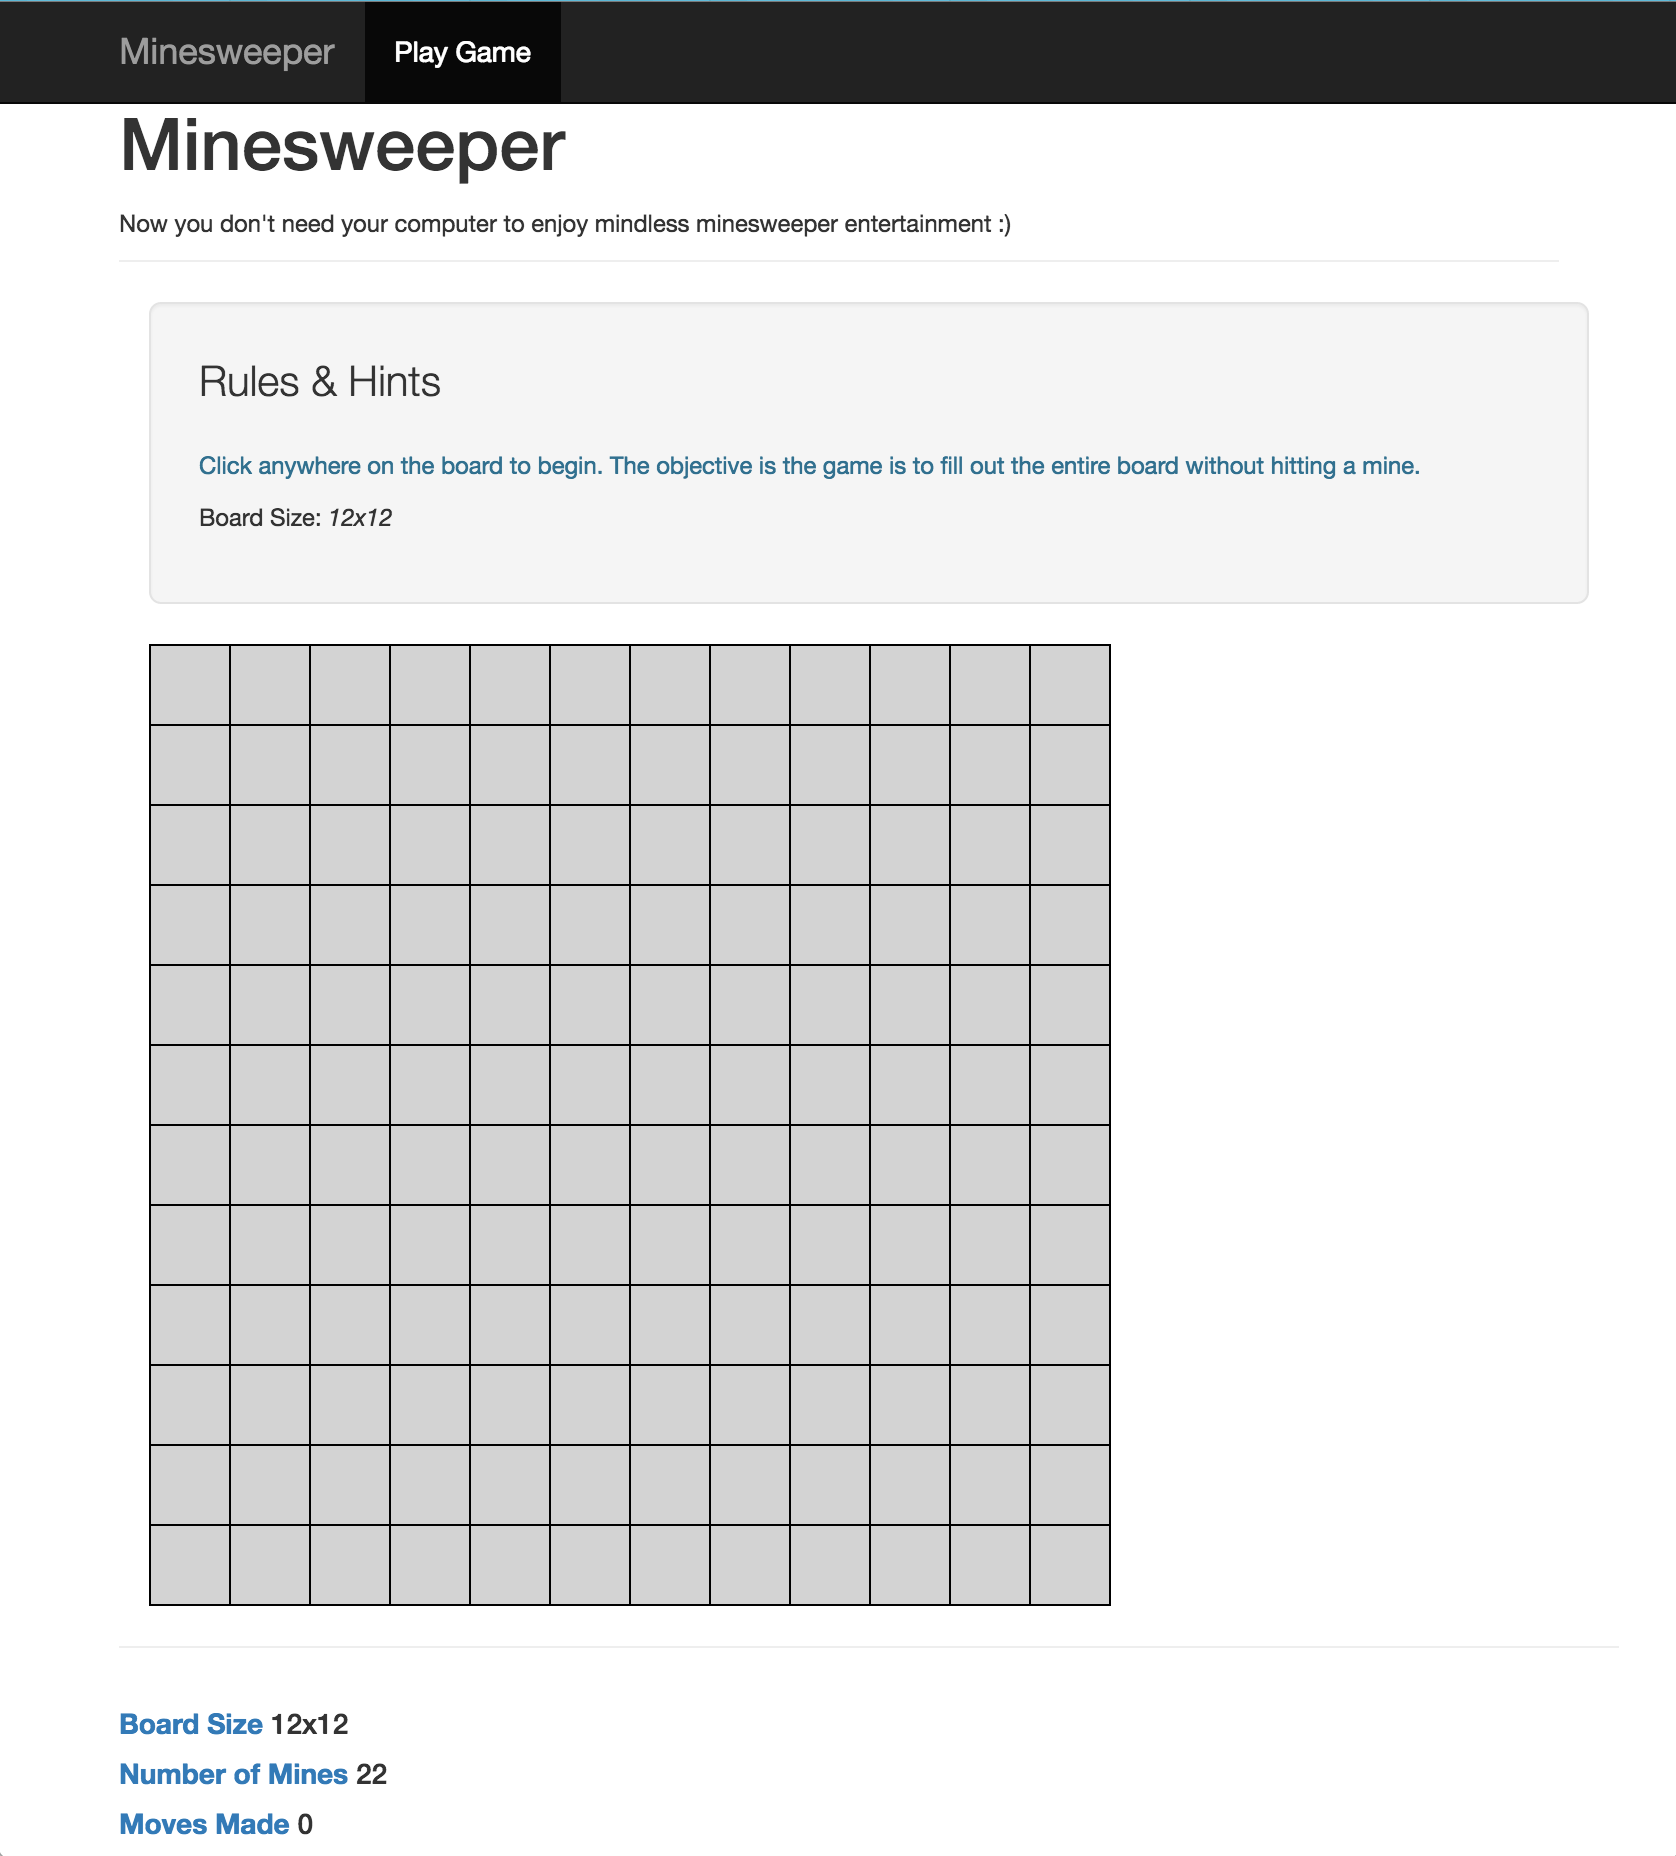 Minesweeper Play Game
Minesweeper
Now you don't need your computer to enjoy mindless minesweeper entertainment :)
Rules & Hints
Click anywhere on the board to begin. The objective is the game is to fill out the entire board without hitting a mine.
Board Size: 12x12
Board Size 12x12
Number of Mines 22
Moves Made 0